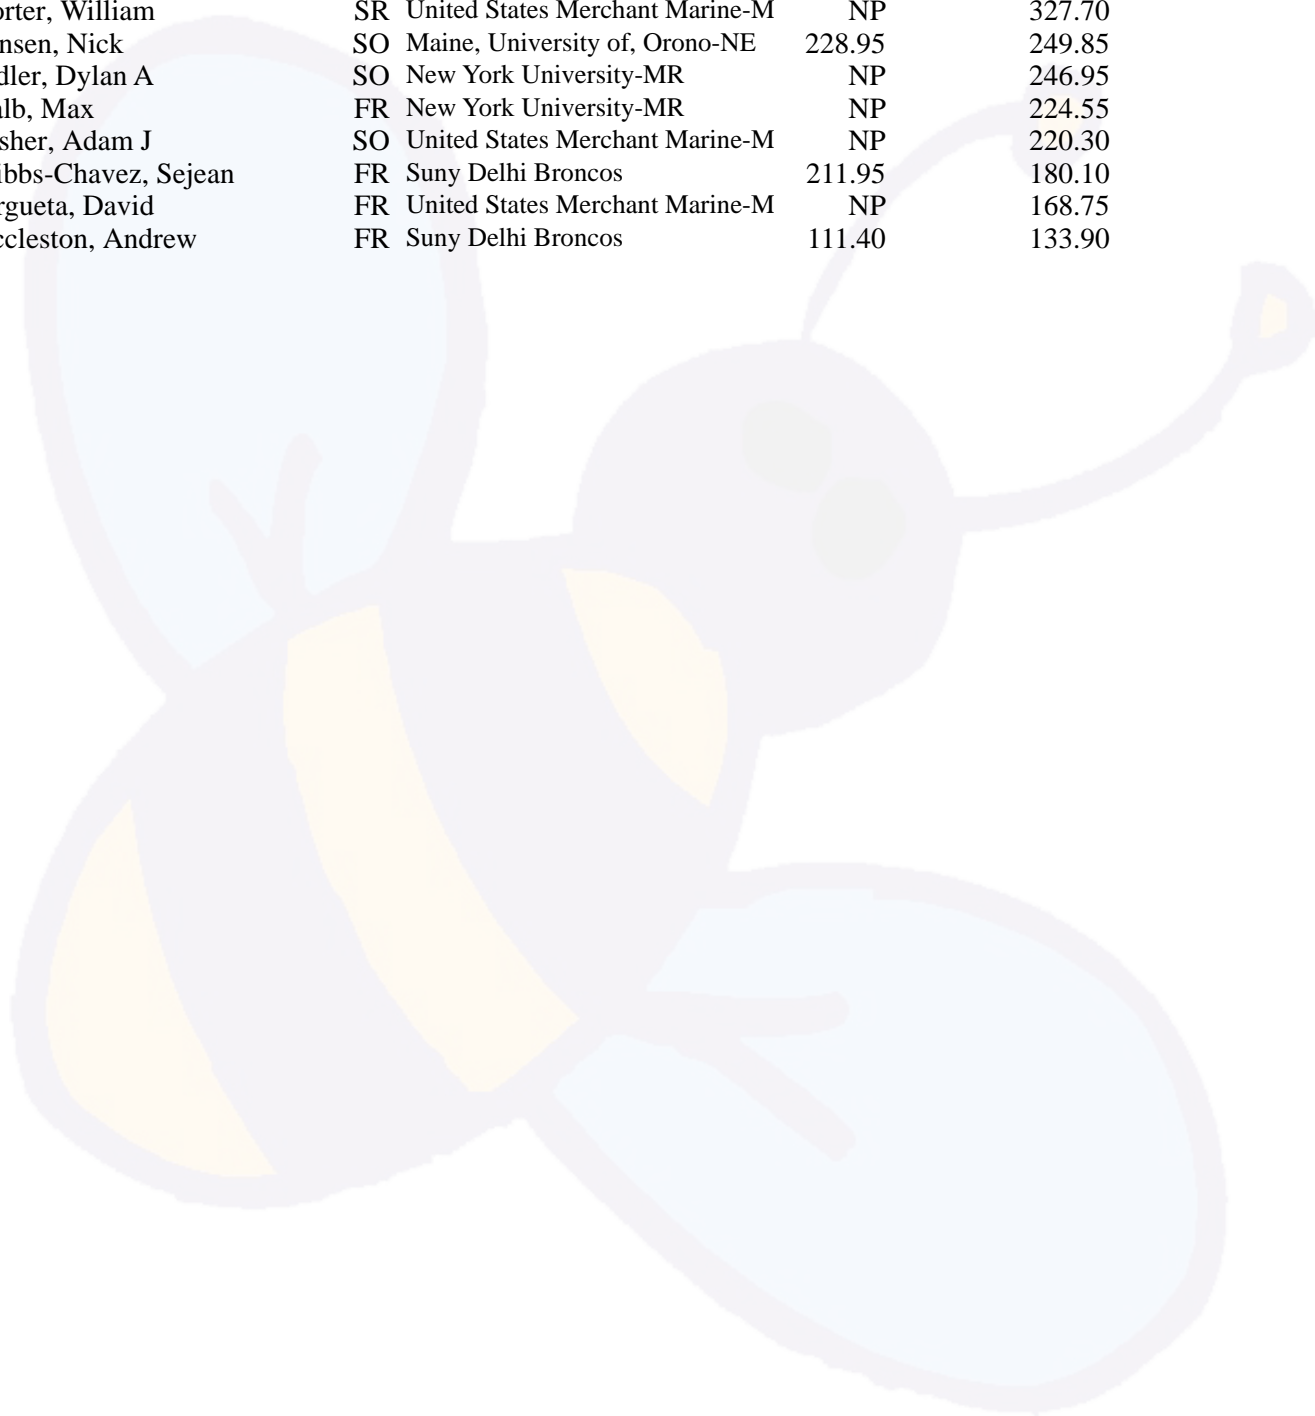 orter, William SR United States Merchant Marine-M NP 327.70
nsen, Nick SO Maine, University of, Orono-NE 228.95 249.85
dler, Dylan A SO New York University-MR NP 246.95
alb, Max FR New York University-MR NP 224.55
sher, Adam J SO United States Merchant Marine-M NP 220.30
ibbs-Chavez, Sejean FR Suny Delhi Broncos 211.95 180.10
rgueta, David FR United States Merchant Marine-M NP 168.75
ccleston, Andrew FR Suny Delhi Broncos 111.40 133.90